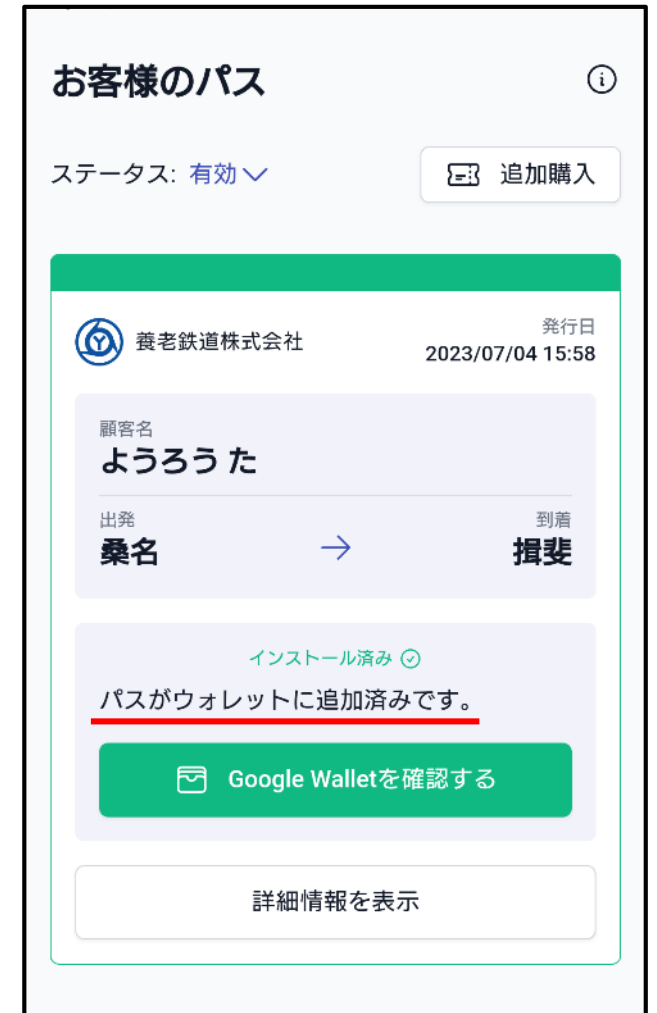 お客様のパス
ステータス: 有効
追加購入
養老鉄道株式会社
発行日
2023/07/04 15:58
顧客名
ようろう た
出発
到着
桑名
揖斐
インストール済み
パスがウォレットに追加済みです。
Google Walletを確認する
詳細情報を表示